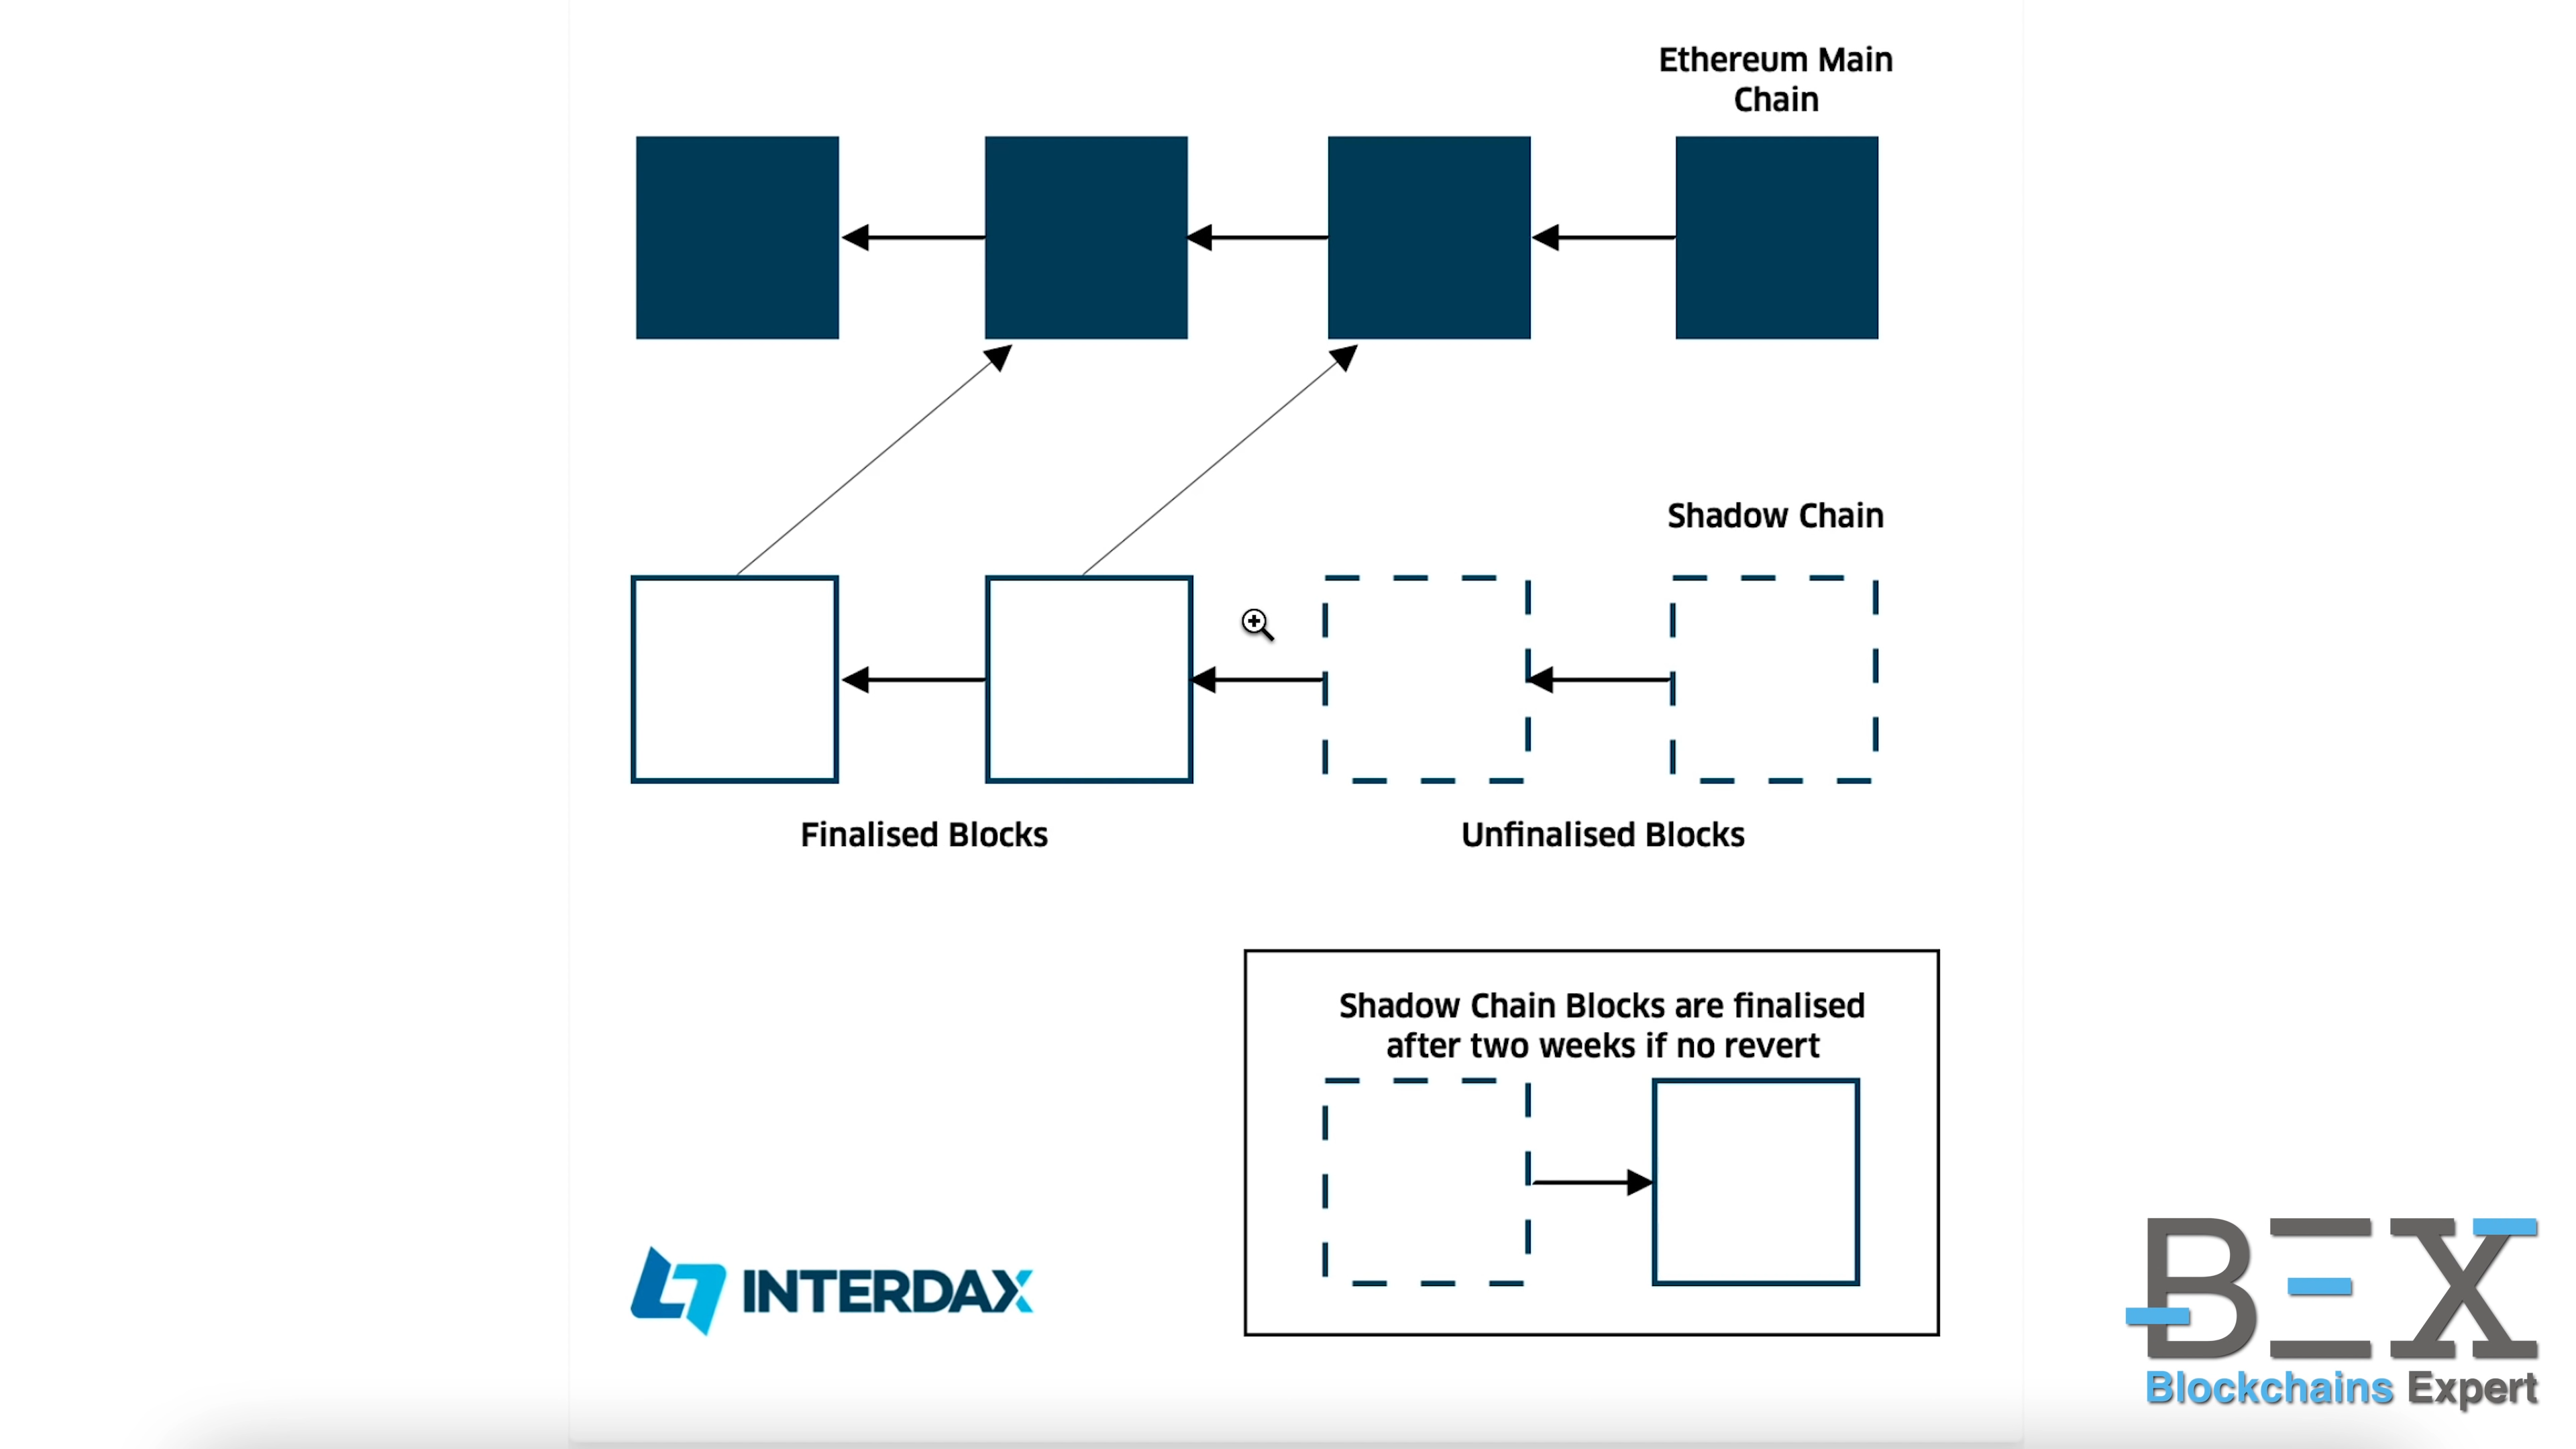 Ethereum Main
Chain
Shadow Chain
Finalised Blocks
Unfinalised Blocks
Shadow Chain Blocks are finalised
after two weeks if no revert
INTERDAX
BEX
Blockchains Expert